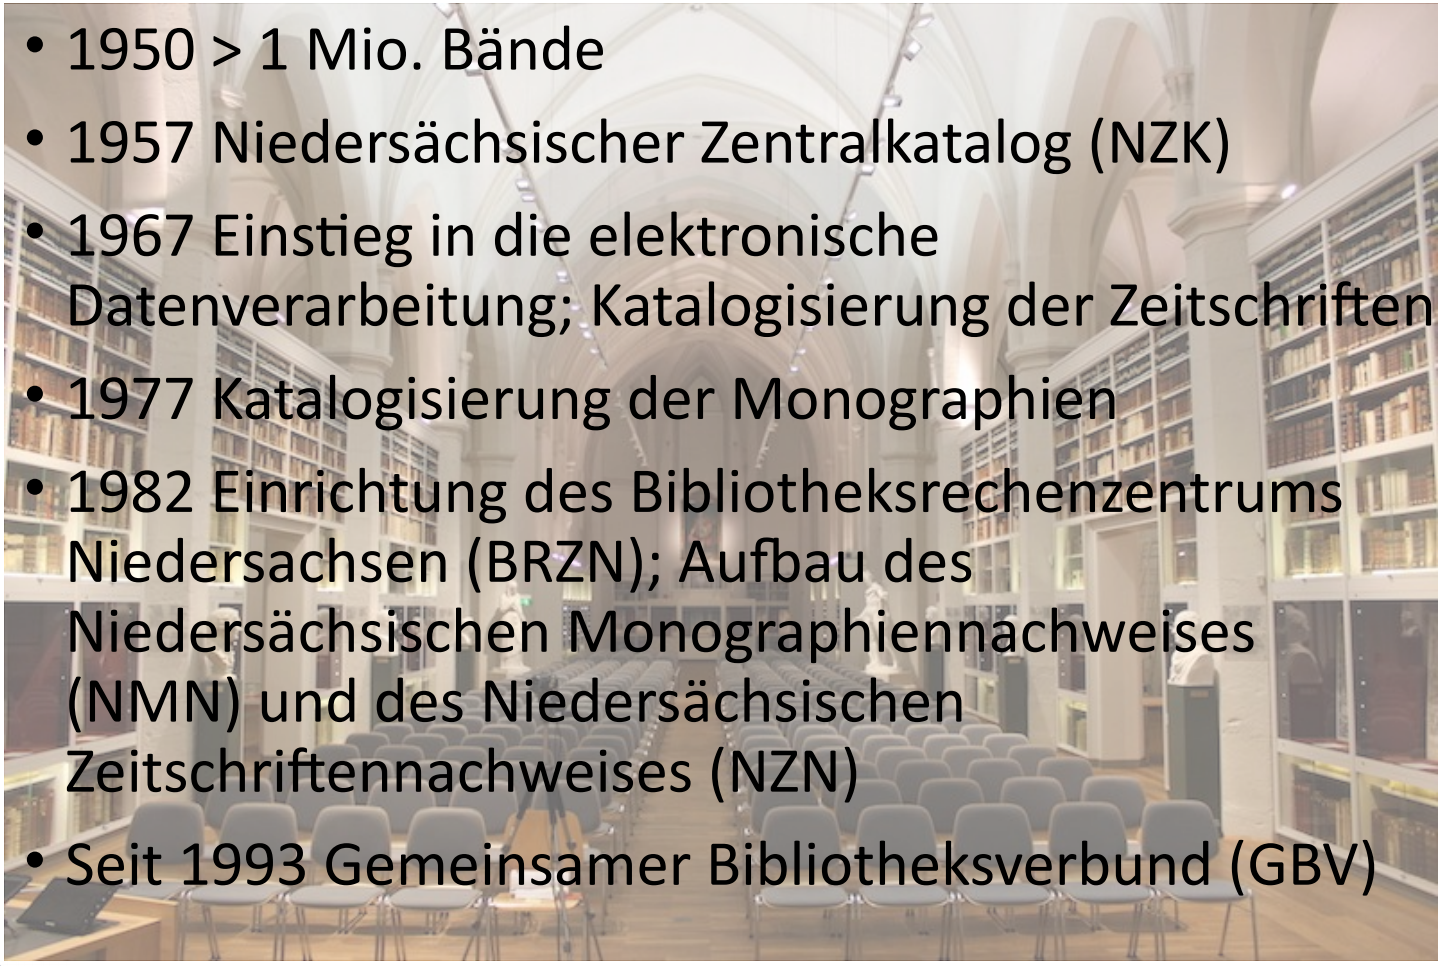 • 1950 > 1 Mio. Bände
• 1957 Niedersächsischer Zentralkatalog (NZK)
• 1967 Einstieg in die elektronische
Datenverarbeitung; Katalogisierung der Zeitschriften
• 1977 Katalogisierung der Monographien
• 1982 Einrichtung des Bibliotheksrechenzentrums
Niedersachsen (BRZN); Aufbau des
Niedersächsischen Monographiennachweises
(NMN) und des Niedersächsischen
Zeitschriftennachweises (NZN)
• Seit 1993 Gemeinsamer Bibliotheksverbund (GBV)